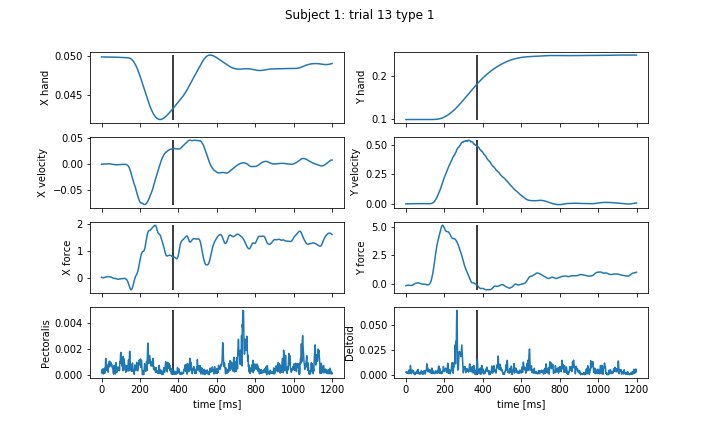 Subject 1: trial 13 type 1
X hand
0.050
0.045
Y hand
0.2
0.1
X velocity
0.05
0.00
−0.05
Y velocity
0.50
0.25
0.00
X force
2
1
0
Y force
5.0
2.5
0.0
Pectoralis
0.004
0.002
0.000
0 200 400 600 800 1000 1200
time [ms]
Deltoid
0.050
0.025
0.000
0 200 400 600 800 1000 1200
time [ms]